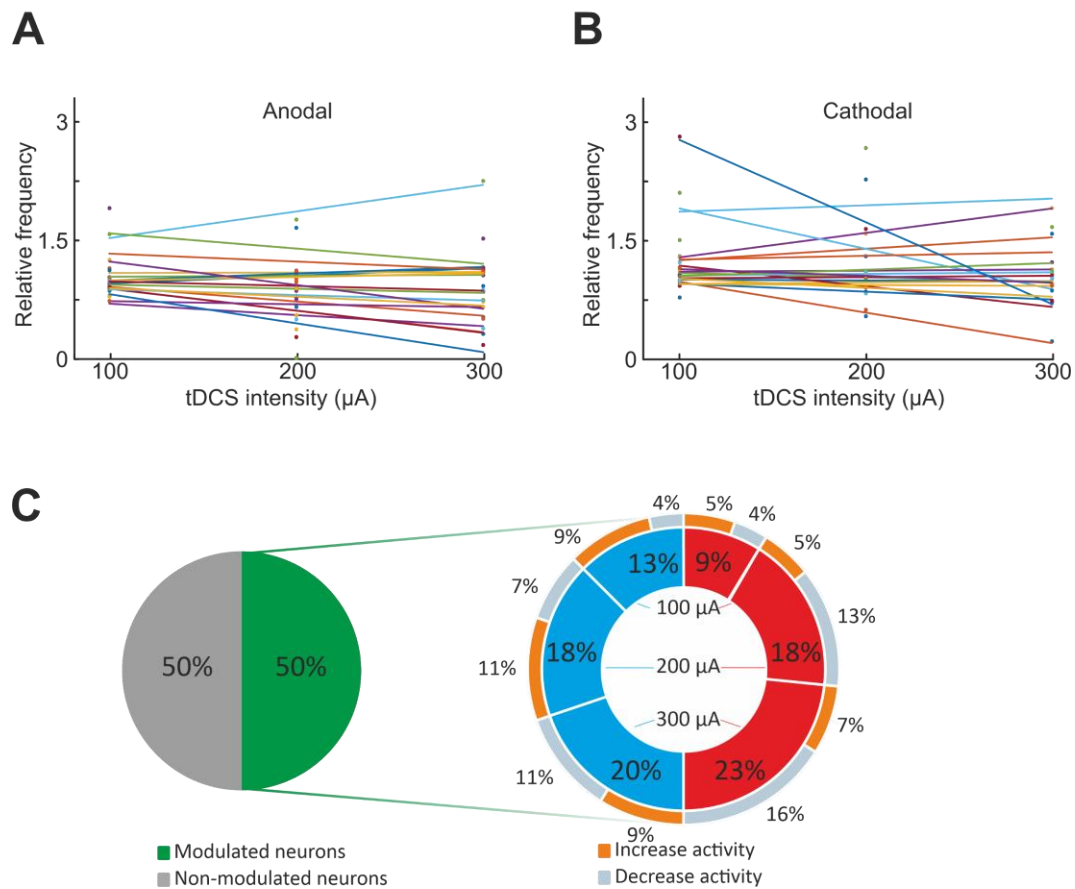 A
B
Anodal
Cathodal
Relative frequency
3
1.5
0
100
200
300
tDCS intensity (µA)
Relative frequency
3
1.5
0
100
200
300
tDCS intensity (µA)
C
50%
50%
4%
5%
9%
4%
5%
7%
13%
9%
100 µA
13%
11%
18%
200 µA
18%
300 µA
7%
11%
20%
23%
9%
16%
Modulated neurons
Non-modulated neurons
Increase activity
Decrease activity